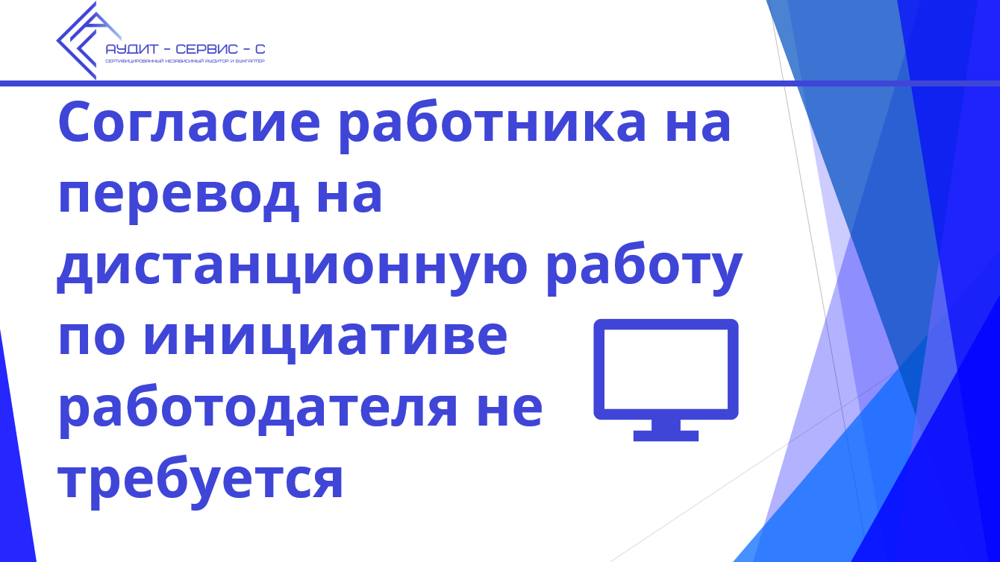 АУДИТ - СЕРВИС - С
СЕРТИФИЦИРОВАННЫЙ НЕЗАВИСИМЫЙ АУДИТОР И БУХГАЛТЕР
Согласие работника на
перевод на
дистанционную работу
по инициативе
работодателя не
требуется